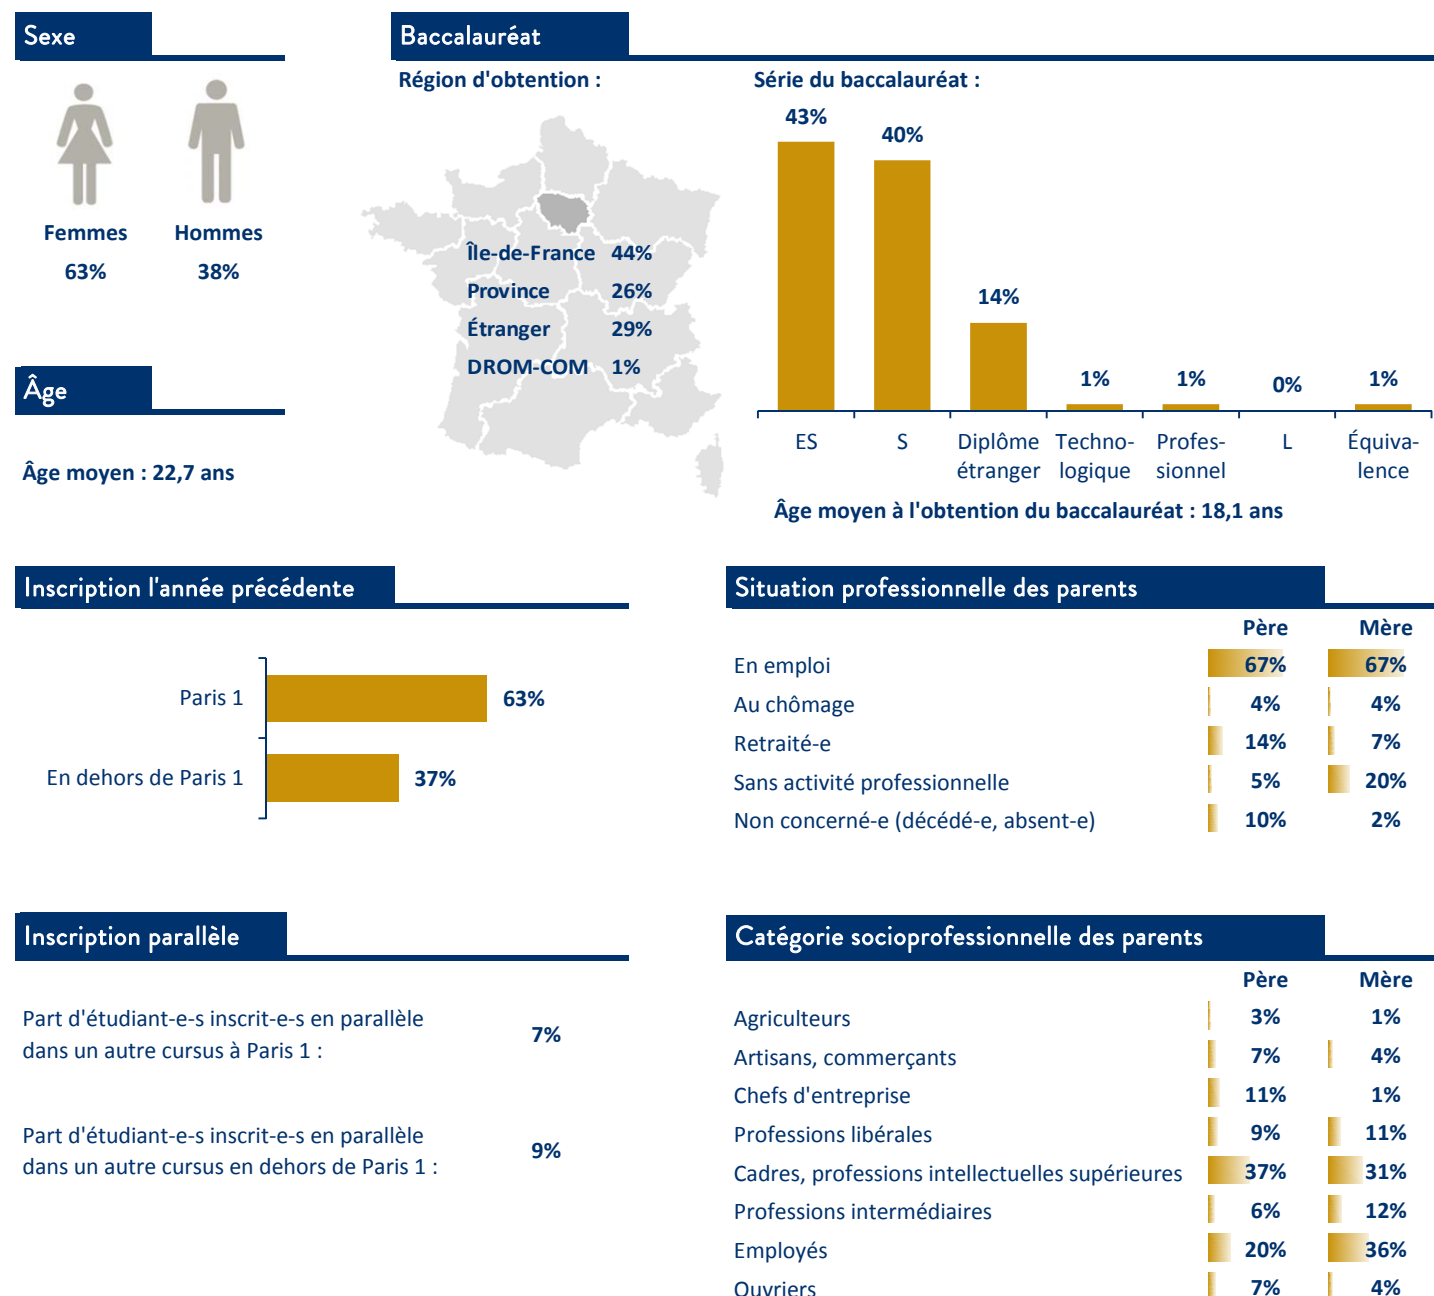 Sexe
Femmes Hommes
63% 38%
Âge
Âge moyen : 22,7 ans
Baccalauréat
Région d'obtention :
Île-de-France 44%
Province 26%
Étranger 29%
DROM-COM 1%
Série du baccalauréat :
43% 40% 14% 1% 1% 0% 1%
ES S Diplôme Techno- Profes- L Équiva-
étranger logique sionnel lence
Âge moyen à l'obtention du baccalauréat : 18,1 ans
Inscription l'année précédente
Paris 1 63%
En dehors de Paris 1 37%
Situation professionnelle des parents
Père Mère
En emploi 67% 67%
Au chômage 4% 4%
Retraité-e 14% 7%
Sans activité professionnelle 5% 20%
Non concerné-e (décédé-e, absent-e) 10% 2%
Inscription parallèle
Part d'étudiant-e-s inscrit-e-s en parallèle
dans un autre cursus à Paris 1 : 7%
Part d'étudiant-e-s inscrit-e-s en parallèle
dans un autre cursus en dehors de Paris 1 : 9%
Catégorie socioprofessionnelle des parents
Père Mère
Agriculteurs 3% 1%
Artisans, commerçants 7% 4%
Chefs d'entreprise 11% 1%
Professions libérales 9% 11%
Cadres, professions intellectuelles supérieures 37% 31%
Professions intermédiaires 6% 12%
Employés 20% 36%
Ouvriers 7% 4%